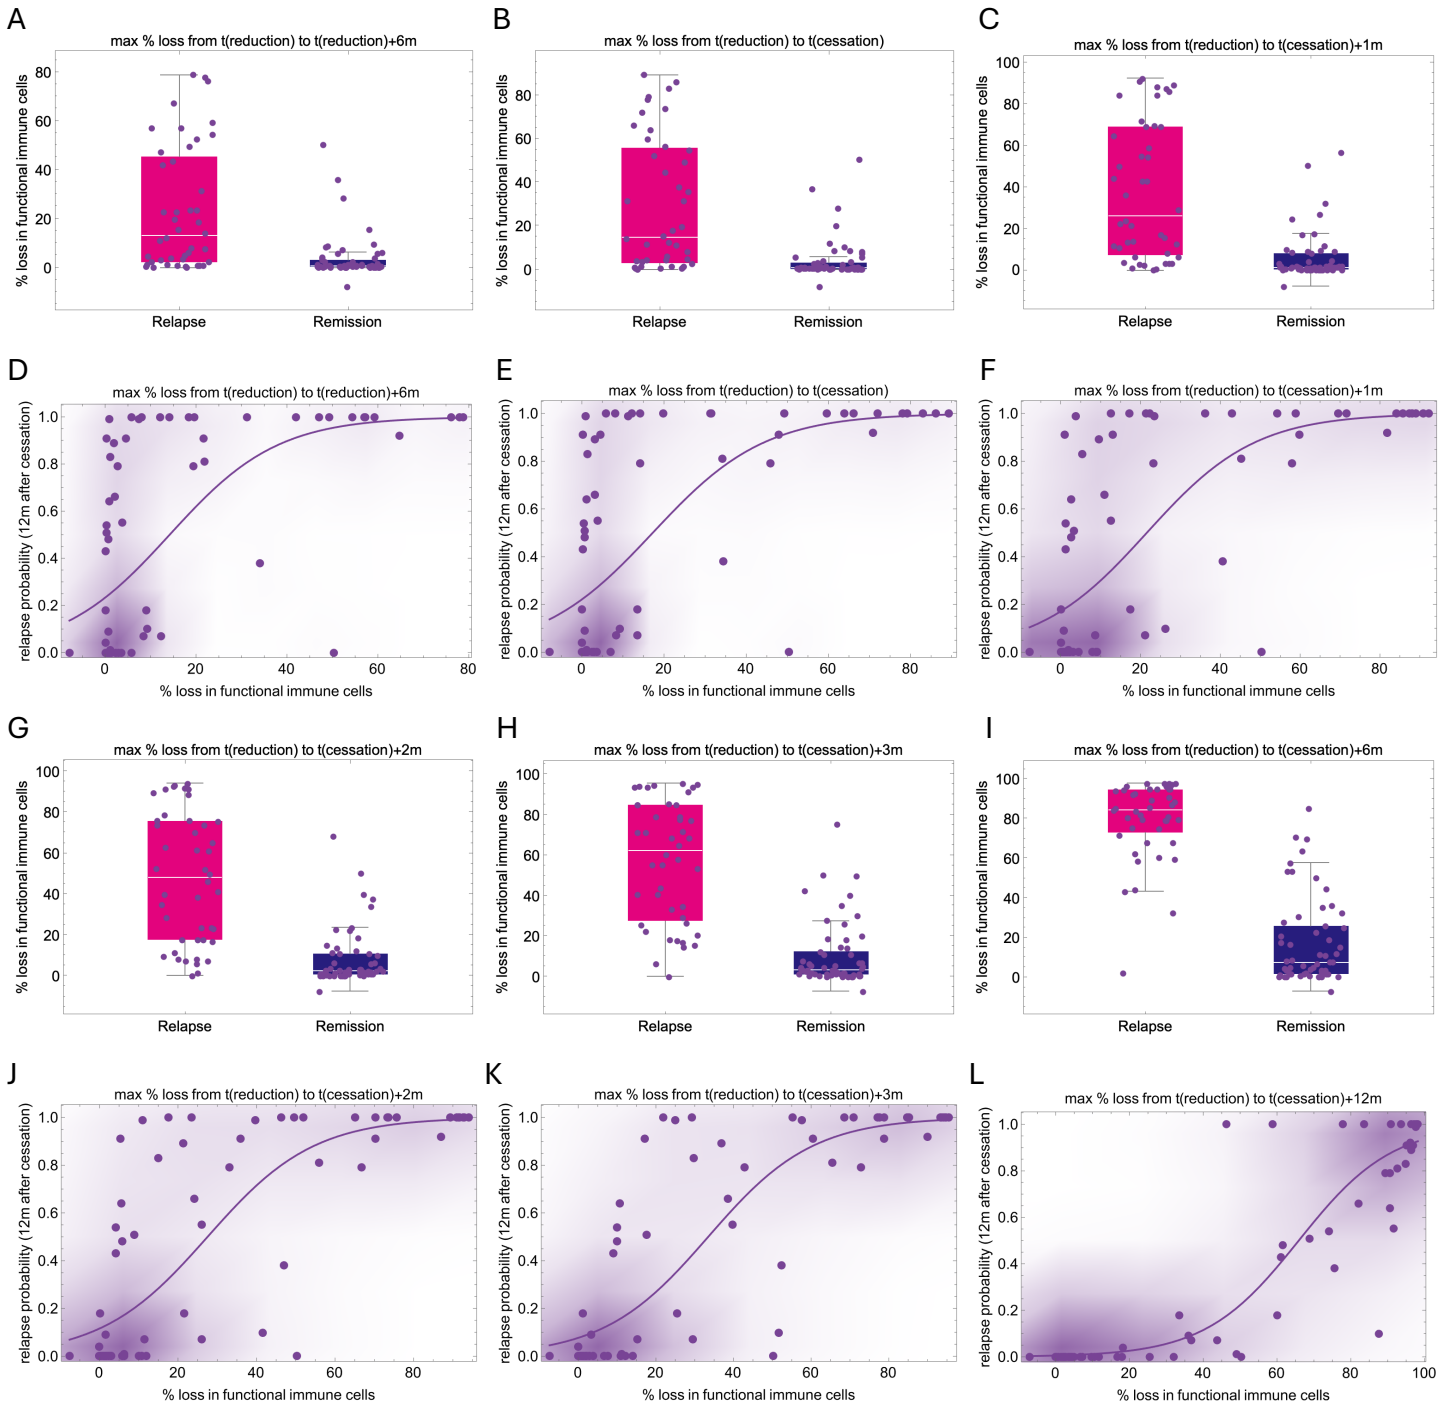 A
max % loss from t(reduction) to t(reduction)+6m
% loss in functional immune cells
80
60
40
20
0
Relapse
Remission
B
max % loss from t(reduction) to t(cessation)
% loss in functional immune cells
80
60
40
20
0
Relapse
Remission
C
max % loss from t(reduction) to t(cessation)+1m
% loss in functional immune cells
100
80
60
40
20
0
Relapse
Remission
D
max % loss from t(reduction) to t(reduction)+6m
relapse probability (12m after cessation)
1.0
0.8
0.6
0.4
0.2
0.0
0 20 40 60 80
% loss in functional immune cells
E
max % loss from t(reduction) to t(cessation)
relapse probability (12m after cessation)
1.0
0.8
0.6
0.4
0.2
0.0
0 20 40 60 80
% loss in functional immune cells
F
max % loss from t(reduction) to t(cessation)+1m
relapse probability (12m after cessation)
1.0
0.8
0.6
0.4
0.2
0.0
0 20 40 60 80
% loss in functional immune cells
G
max % loss from t(reduction) to t(cessation)+2m
% loss in functional immune cells
100
80
60
40
20
0
Relapse
Remission
H
max % loss from t(reduction) to t(cessation)+3m
% loss in functional immune cells
100
80
60
40
20
0
Relapse
Remission
I
max % loss from t(reduction) to t(cessation)+6m
% loss in functional immune cells
100
80
60
40
20
0
Relapse
Remission
J
max % loss from t(reduction) to t(cessation)+2m
relapse probability (12m after cessation)
1.0
0.8
0.6
0.4
0.2
0.0
0 20 40 60 80
% loss in functional immune cells
K
max % loss from t(reduction) to t(cessation)+3m
relapse probability (12m after cessation)
1.0
0.8
0.6
0.4
0.2
0.0
0 20 40 60 80
% loss in functional immune cells
L
max % loss from t(reduction) to t(cessation)+12m
relapse probability (12m after cessation)
1.0
0.8
0.6
0.4
0.2
0.0
0 20 40 60 80 100
% loss in functional immune cells